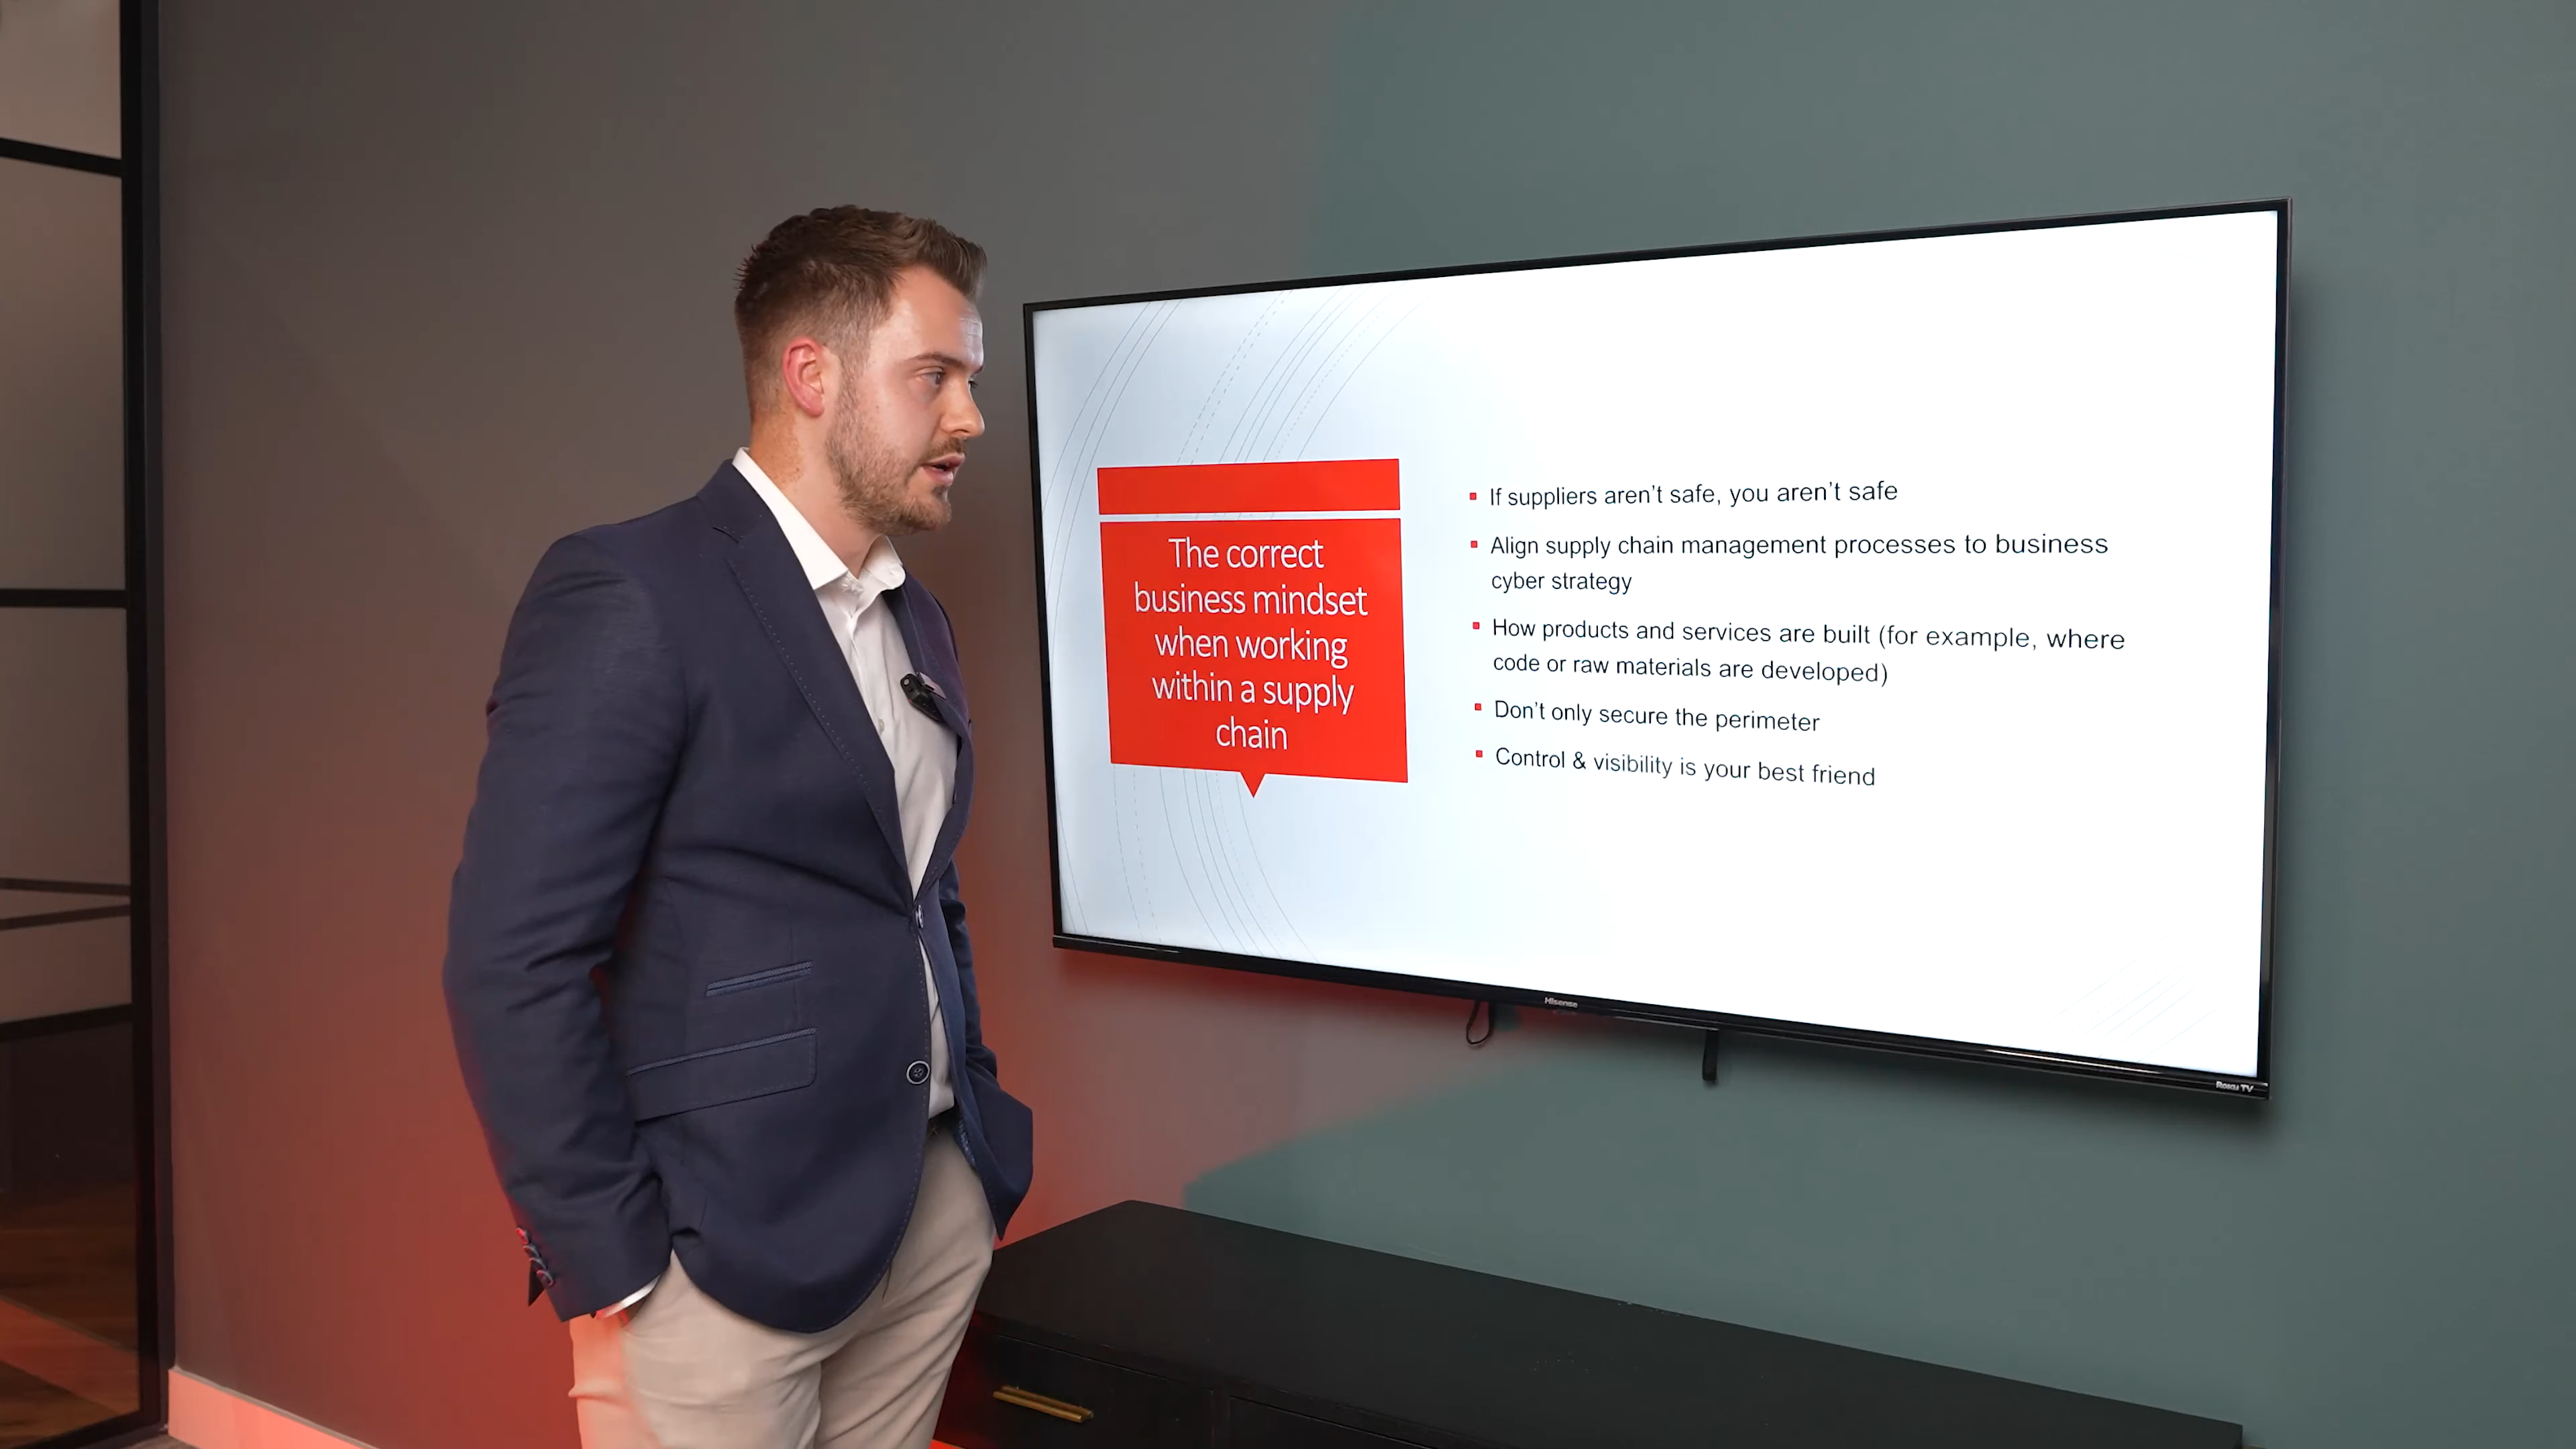 The correct
business mindset
when working
within a supply
chain
If suppliers aren't safe, you aren't safe
Align supply chain management processes to business
cyber strategy
How products and services are built (for example, where
code or raw materials are developed)
Don't only secure the perimeter
Control & visibility is your best friend
Hisense
Roku TV